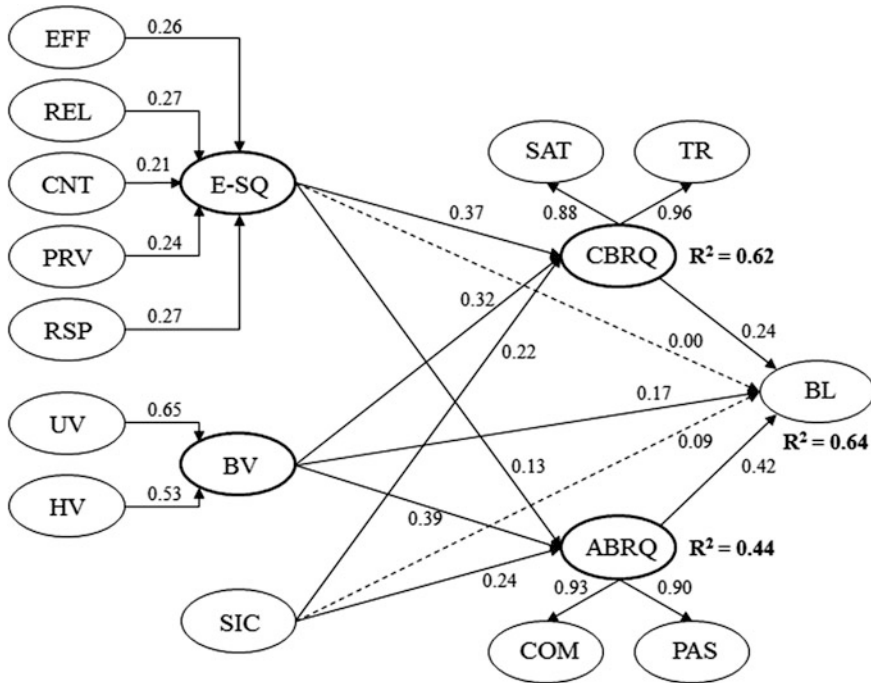 EFF
0.26
REL
0.27
CNT
0.21
E-SQ
PRV
0.24
RSP
0.27
UV
0.65
BV
HV
0.53
SIC
SAT
TR
0.88
0.96
0.37
CBRQ
R² = 0.62
0.32
0.22
0.00
0.24
0.17
BL
R² = 0.64
0.09
0.42
0.13
0.39
ABRQ
R² = 0.44
0.24
0.93
0.90
COM
PAS